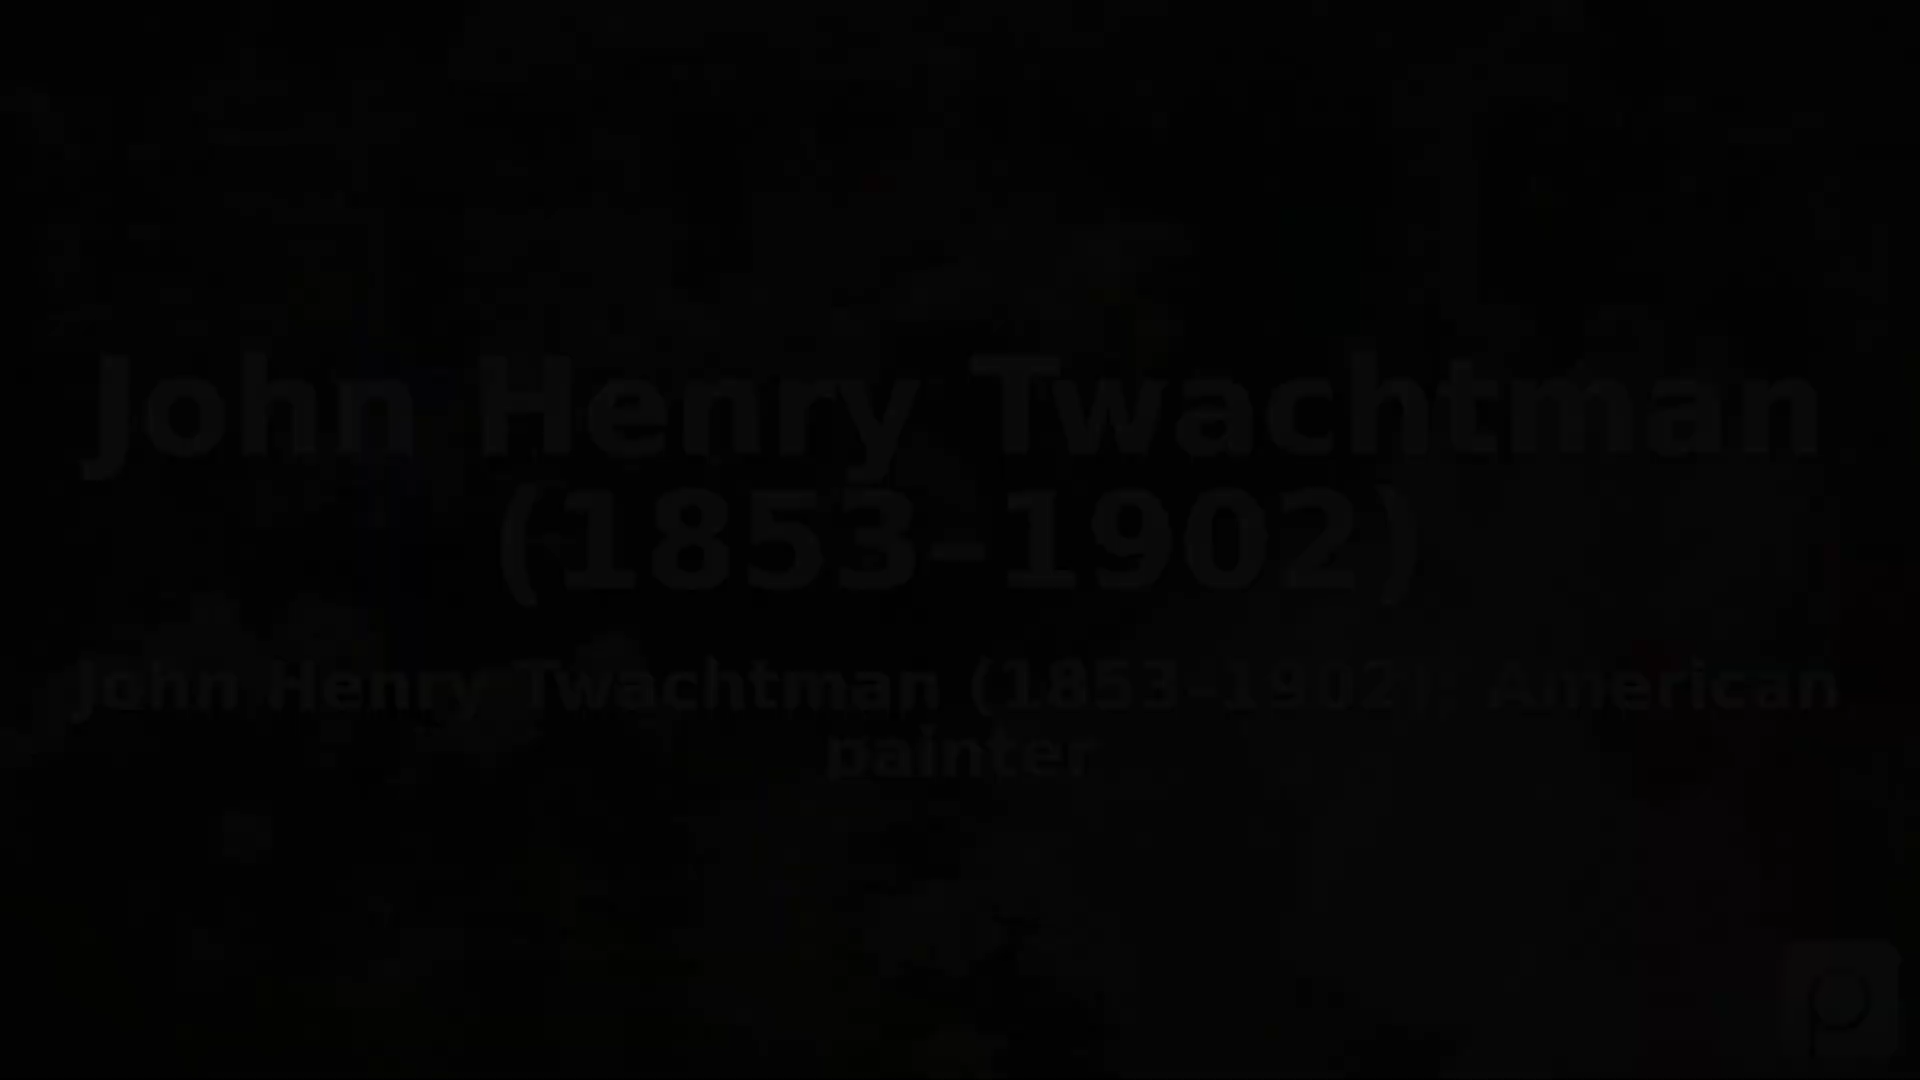 John Henry Twachtman
(1853–1902)
John Henry Twachtman (1853–1902), American
painter